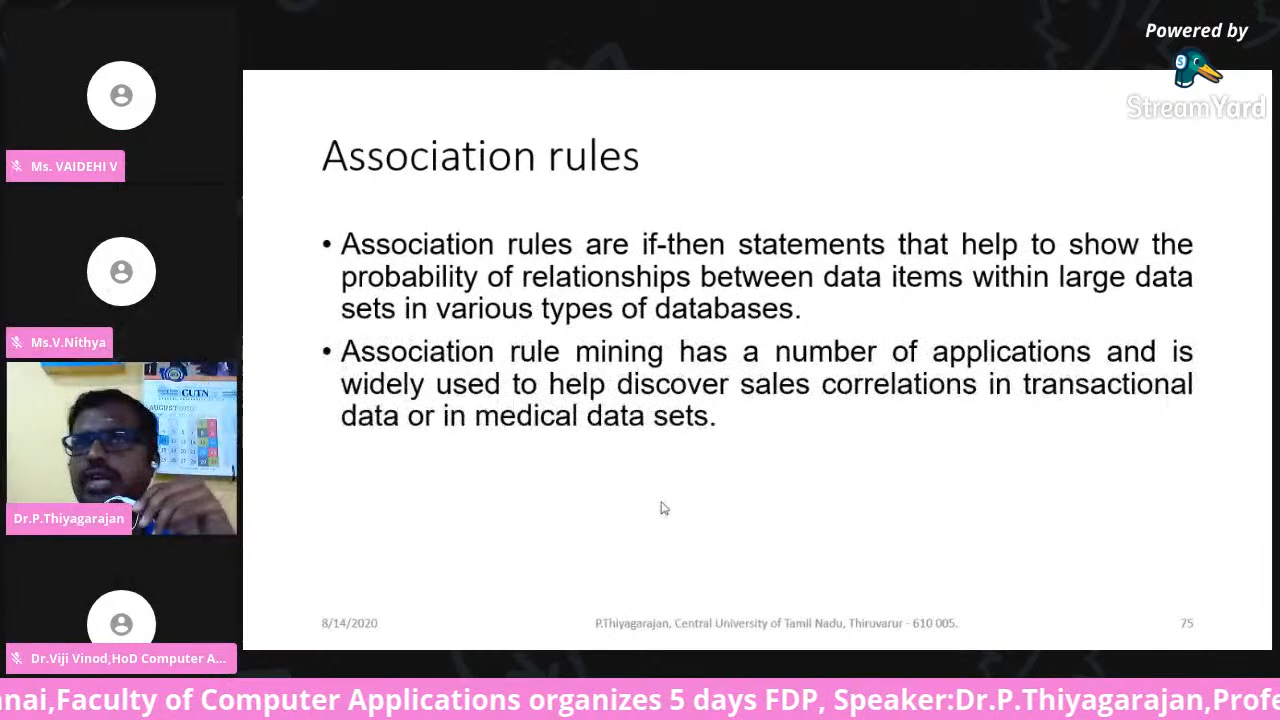 Powered by
StreamYard
Ms. VAIDEHI V
Ms.V.Nithya
CUTN
AUGUST
Dr.P.Thiyagarajan
Dr.Viji Vinod,HoD Computer A...
Association rules
• Association rules are if-then statements that help to show the
probability of relationships between data items within large data
sets in various types of databases.
• Association rule mining has a number of applications and is
widely used to help discover sales correlations in transactional
data or in medical data sets.
8/14/2020
P.Thiyagarajan, Central University of Tamil Nadu, Thiruvarur - 610 005.
75
nai,Faculty of Computer Applications organizes 5 days FDP, Speaker:Dr.P.Thiyagarajan,Profe